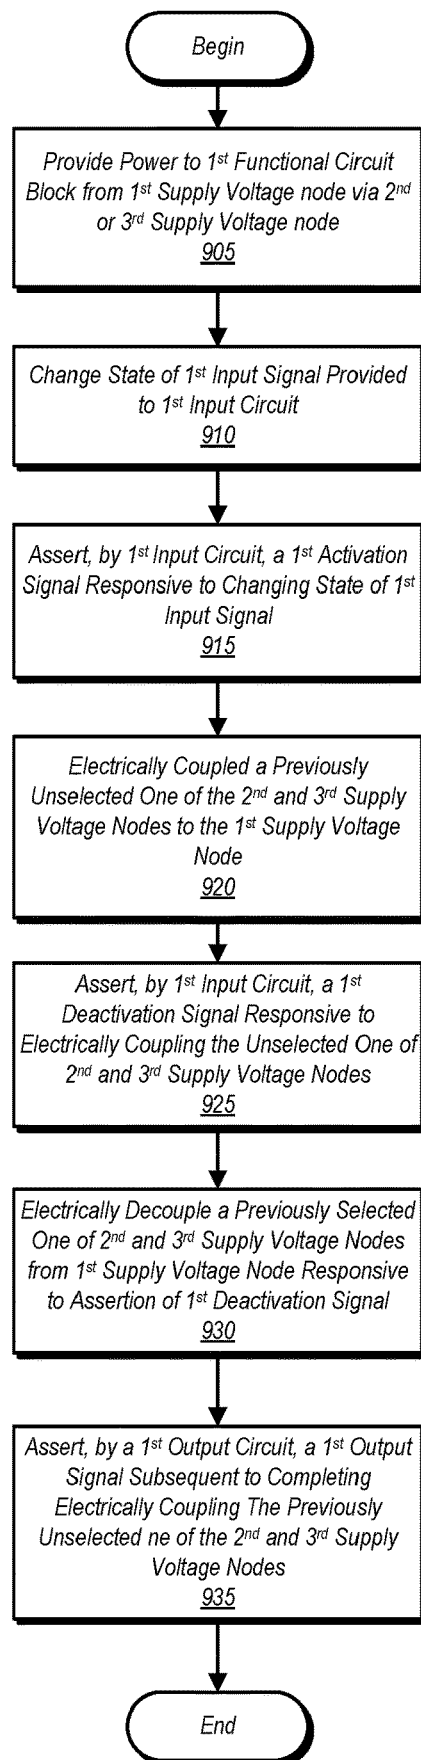 Begin
Provide Power to 1st Functional Circuit
Block from 1st Supply Voltage node via 2nd
or 3rd Supply Voltage node
905
Change State of 1st Input Signal Provided
to 1st Input Circuit
910
Assert, by 1st Input Circuit, a 1st Activation
Signal Responsive to Changing State of 1st
Input Signal
915
Electrically Coupled a Previously
Unselected One of the 2nd and 3rd Supply
Voltage Nodes to the 1st Supply Voltage
Node
920
Assert, by 1st Input Circuit, a 1st
Deactivation Signal Responsive to
Electrically Coupling the Unselected One of
2nd and 3rd Supply Voltage Nodes
925
Electrically Decouple a Previously Selected
One of 2nd and 3rd Supply Voltage Nodes
from 1st Supply Voltage Node Responsive
to Assertion of 1st Deactivation Signal
930
Assert, by a 1st Output Circuit, a 1st Output
Signal Subsequent to Completing
Electrically Coupling The Previously
Unselected ne of the 2nd and 3rd Supply
Voltage Nodes
935
End